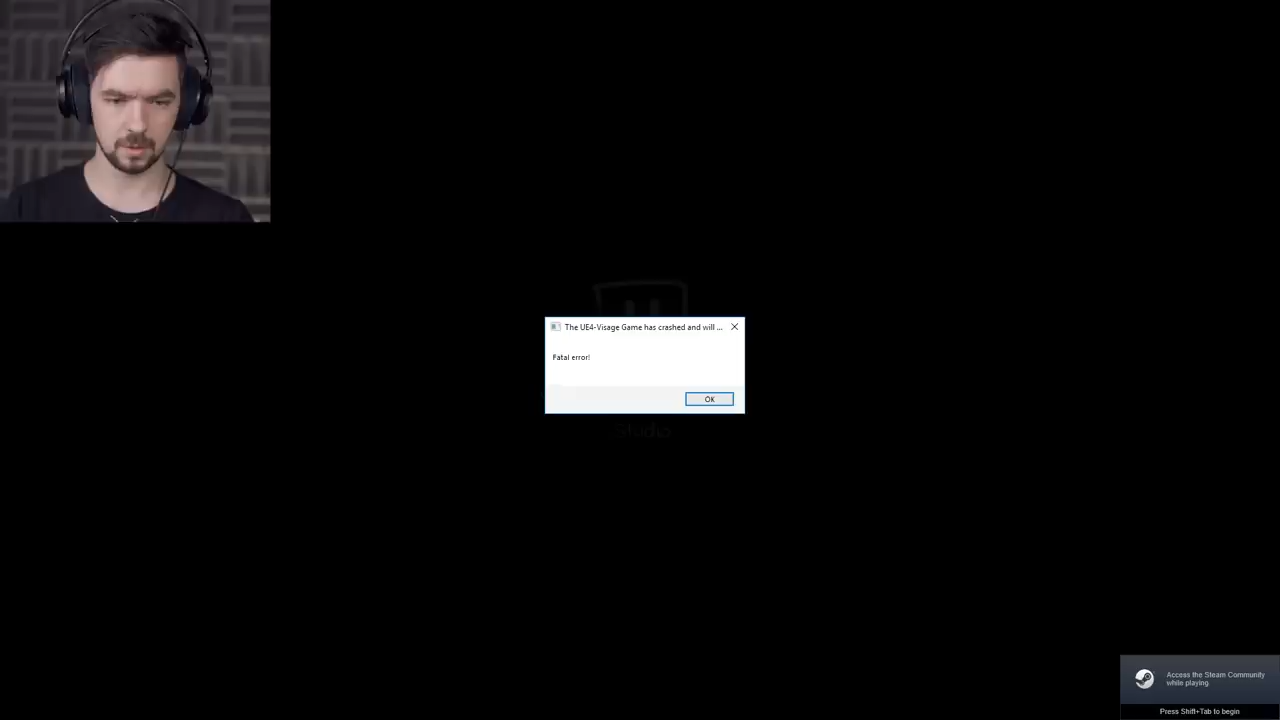 The UE4-Visage Game has crashed and will ...
Fatal error!
OK
Studio
Access the Steam Community
while playing
Press Shift+Tab to begin